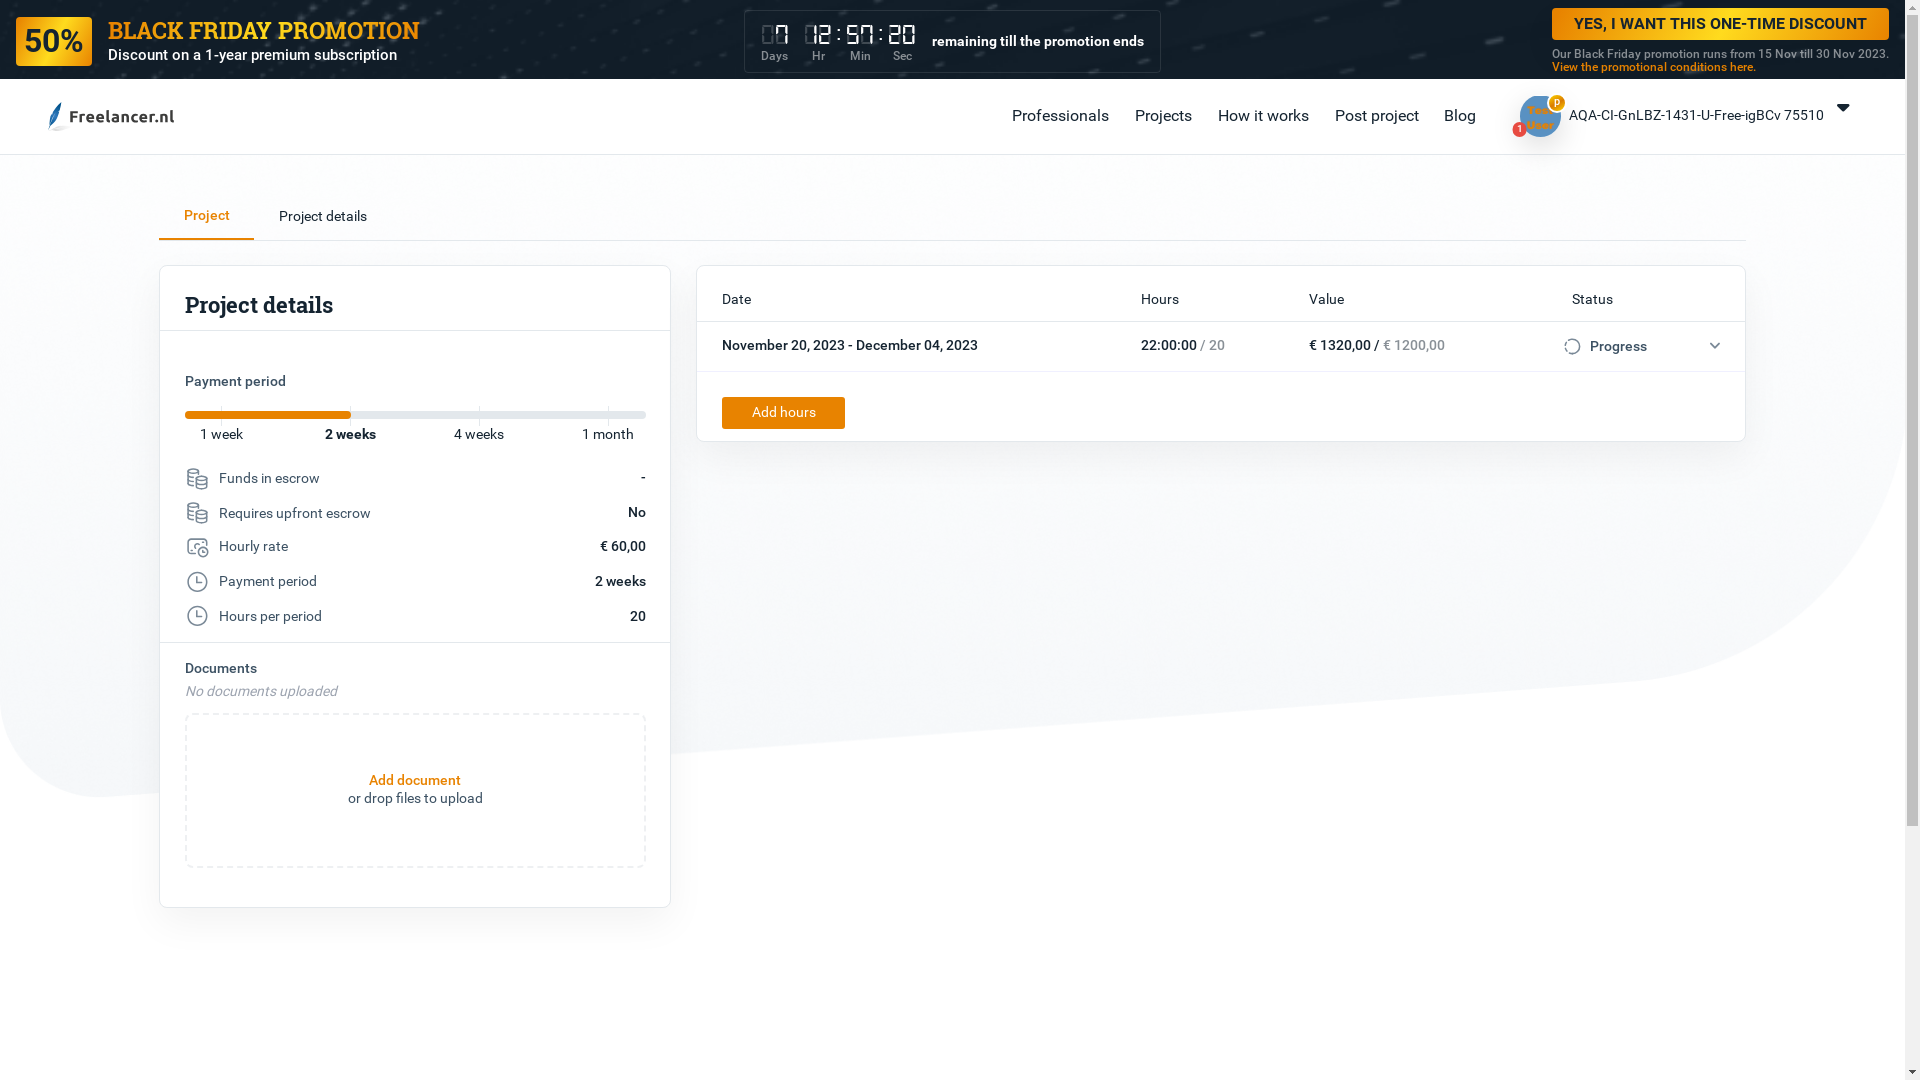 50%
BLACK FRIDAY PROMOTION
Discount on a 1-year premium subscription
7 12:57:20
Days Hr Min Sec
remaining till the promotion ends
YES, I WANT THIS ONE-TIME DISCOUNT
Our Black Friday promotion runs from 15 Nov till 30 Nov 2023.
View the promotional conditions here.
Freelancer.nl
Professionals Projects How it works Post project Blog
Test
User
P
1
AQA-CI-GnLBZ-1431-U-Free-igBCv 75510
Project Project details
Project details
Payment period
1 week 2 weeks 4 weeks 1 month
Funds in escrow -
Requires upfront escrow No
Hourly rate € 60,00
Payment period 2 weeks
Hours per period 20
Documents
No documents uploaded
Add document
or drop files to upload
Date Hours Value Status
November 20, 2023 - December 04, 2023 22:00:00 / 20 € 1320,00 / € 1200,00 Progress
Add hours